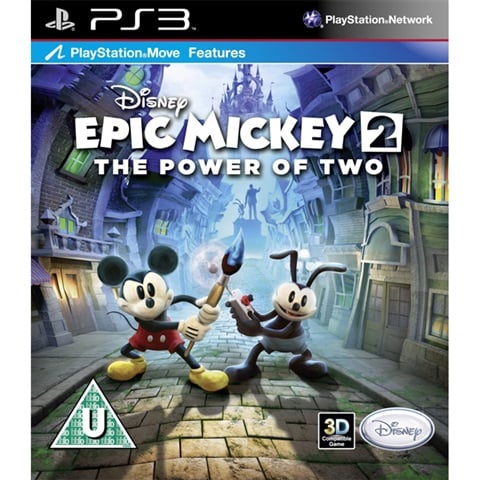 PS3
PlayStation®Network
PlayStation®Move Features
Disney
EPIC MICKEY 2
THE POWER OF TWO
U
3D
Compatible
Game
Disney